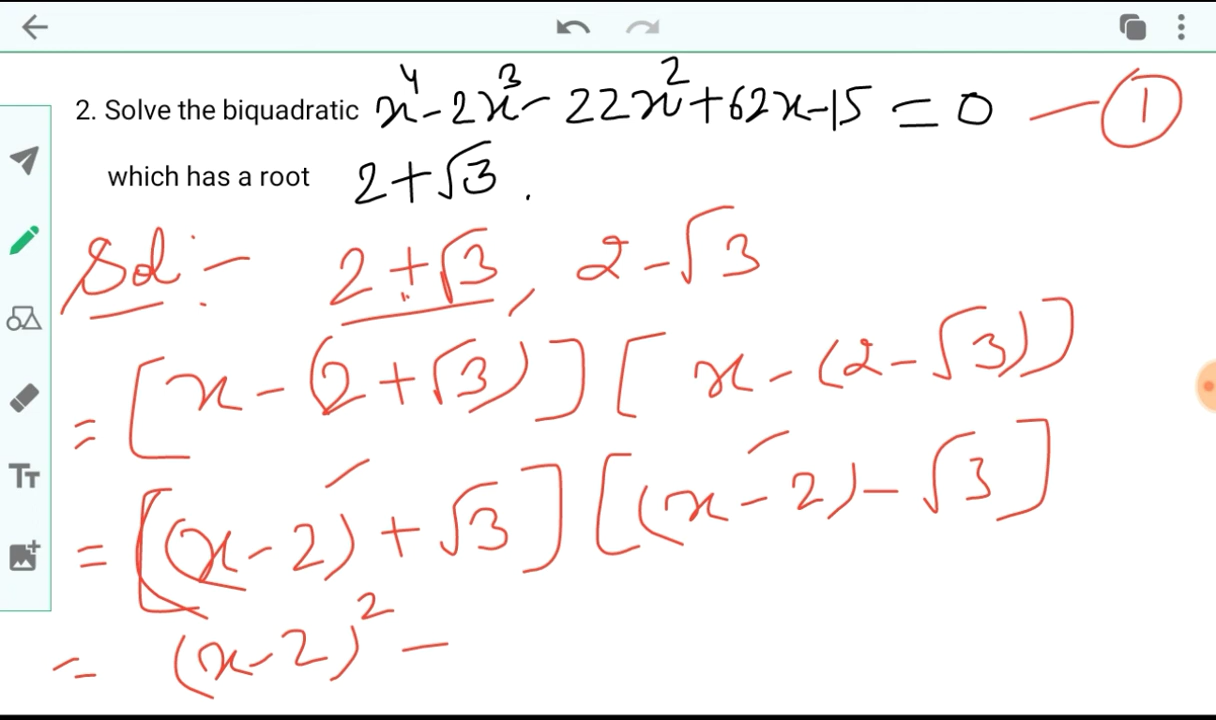 2. Solve the biquadratic x⁴-2x³-22x²+62x-15=0 — ①
which has a root 2+√3.
Sol:- 2+√3, 2-√3
=[x-(2+√3)][x-(2-√3)]
=[(x-2)+√3][(x-2)-√3]
= (x-2)² -
TT